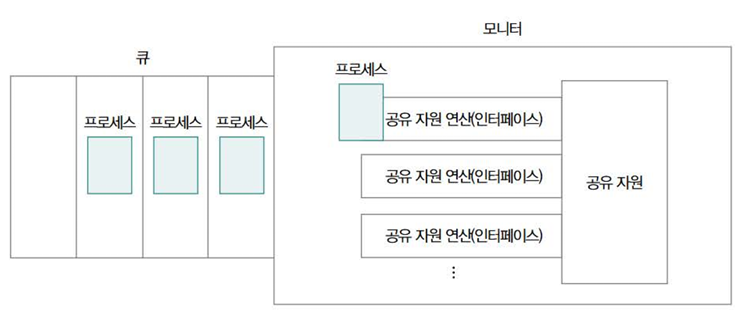 모니터
큐
프로세스
프로세스 프로세스 프로세스
공유 자원 연산(인터페이스)
공유 자원 연산(인터페이스)
공유 자원
공유 자원 연산(인터페이스)
⋮